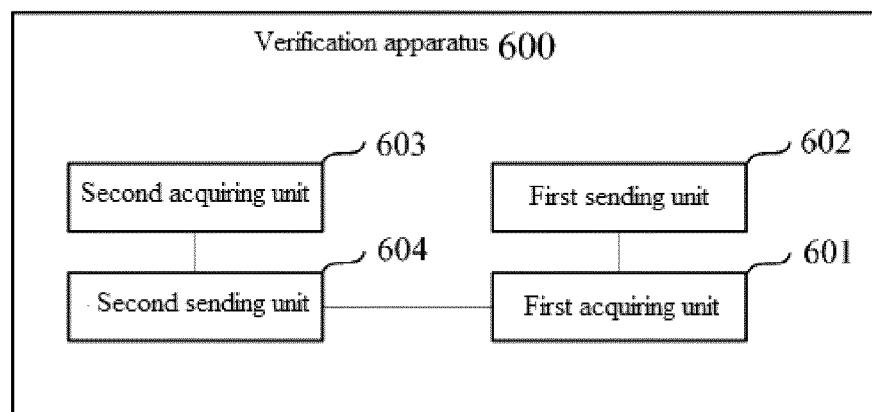 Verification apparatus 600
603
602
Second acquiring unit
First sending unit
604
601
Second sending unit
First acquiring unit